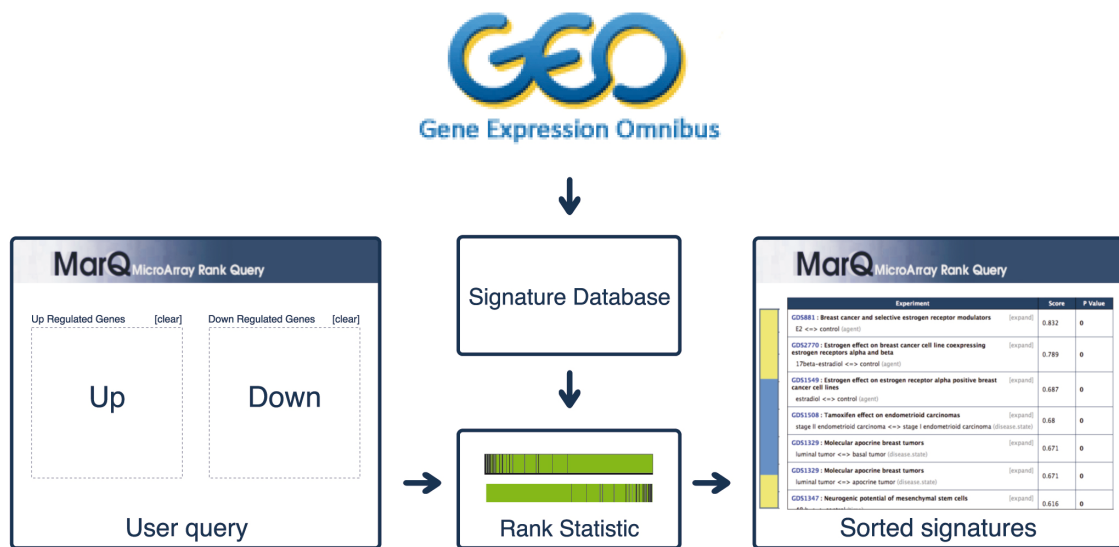 GEO
Gene Expression Omnibus
MarQ MicroArray Rank Query
Up Regulated Genes [clear] Down Regulated Genes [clear]
Up Down
User query
Signature Database
Rank Statistic
MarQ MicroArray Rank Query
Experiment Score P Value
GDS881 : Breast cancer and selective estrogen receptor modulators [expand]
E2 <=> control (agent) 0.832 0
GDS2770 : Estrogen effect on breast cancer cell line coexpressing [expand]
estrogen receptors alpha and beta 0.789 0
17beta-estradiol <=> control (agent)
GDS1549 : Estrogen effect on estrogen receptor alpha positive breast [expand]
cancer cell lines 0.687 0
estradiol <=> control (agent)
GDS1508 : Tamoxifen effect on endometrioid carcinomas [expand]
stage II endometrioid carcinoma <=> stage I endometrioid carcinoma (disease.state) 0.68 0
GDS1329 : Molecular apocrine breast tumors [expand]
luminal tumor <=> basal tumor (disease.state) 0.671 0
GDS1329 : Molecular apocrine breast tumors [expand]
luminal tumor <=> apocrine tumor (disease.state) 0.671 0
GDS1347 : Neurogenic potential of mesenchymal stem cells [expand]
0.616 0
Sorted signatures